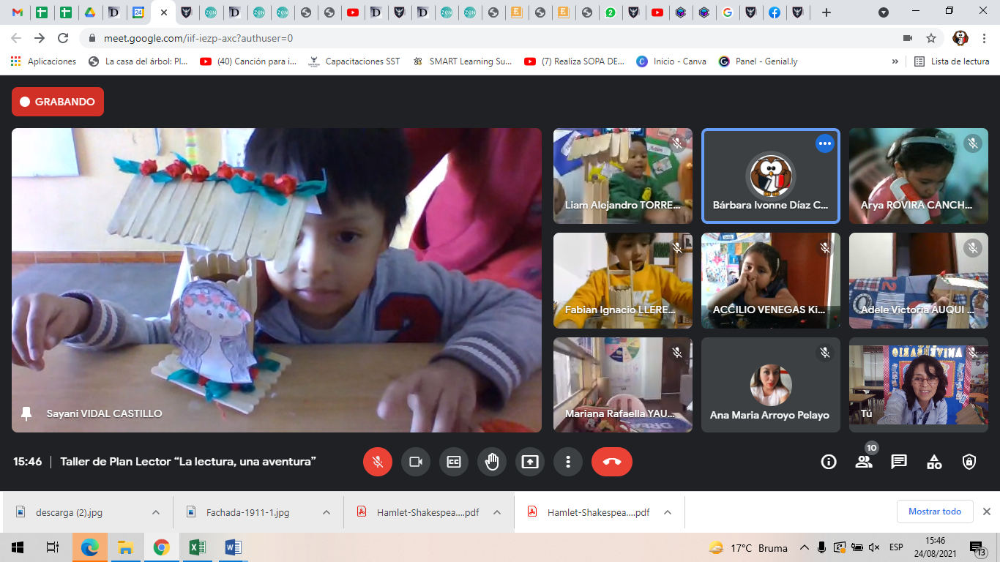 24
2
meet.google.com/iif-iezp-axc?authuser=0
Aplicaciones
La casa del árbol: Pl...
(40) Canción para i...
Capacitaciones SST
SMART Learning Su...
(7) Realiza SOPA DE...
Inicio - Canva
Panel - Genial.ly
»
Lista de lectura
GRABANDO
Sayani VIDAL CASTILLO
Liam Alejandro TORRE...
Bárbara Ivonne Díaz C...
Arya ROVIRA CANCH...
Fabian Ignacio LLERE...
ACCILIO VENEGAS Ki...
Adele Victoria AUQUI ...
Mariana Rafaella YAU...
Ana Maria Arroyo Pelayo
Tú
15:46 | Taller de Plan Lector “La lectura, una aventura”
10
descarga (2).jpg
Fachada-1911-1.jpg
Hamlet-Shakespea....pdf
Hamlet-Shakespea....pdf
Mostrar todo
17°C Bruma
ESP
15:46
24/08/2021
13